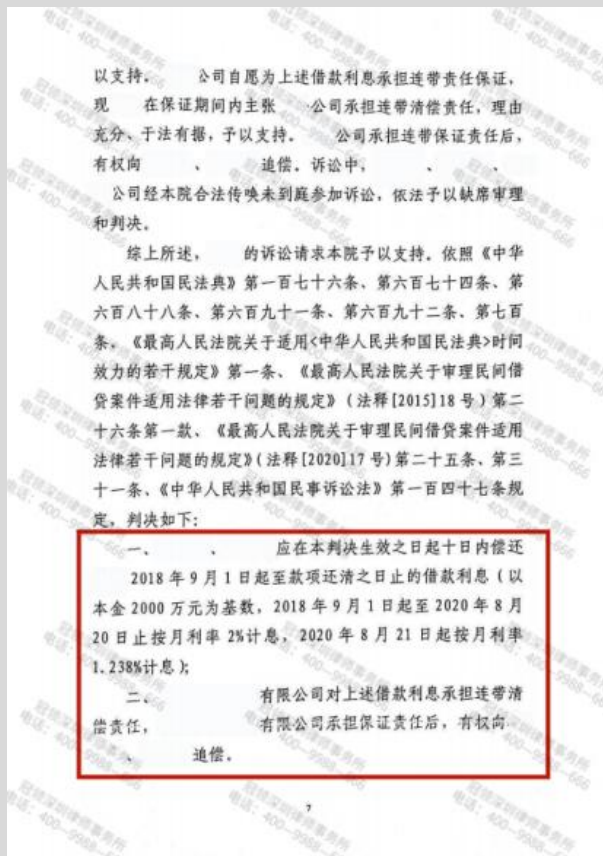 以支持。 公司自愿为上述借款利息承担连带责任保证，
现 在保证期间内主张 公司承担连带清偿责任，理由
充分、于法有据，予以支持。 公司承担连带保证责任后，
有权向 、 追偿。诉讼中， 、 、
公司经本院合法传唤未到庭参加诉讼，依法予以缺席审理
和判决。
综上所述， 的诉讼请求本院予以支持。依照《中华
人民共和国民法典》第一百七十六条、第六百七十四条、第
六百八十八条、第六百九十一条、第六百九十二条、第七百
条，《最高人民法院关于适用<中华人民共和国民法典>时间
效力的若干规定》第一条、《最高人民法院关于审理民间借
贷案件适用法律若干问题的规定》（法释[2015]18号）第二
十六条第一款、《最高人民法院关于审理民间借贷案件适用
法律若干问题的规定》（法释[2020]17号）第二十五条、第三
十一条、《中华人民共和国民事诉讼法》第一百四十七条规
定，判决如下：
一、 、 应在本判决生效之日起十日内偿还
2018年9月1日起至款项还清之日止的借款利息（以
本金2000万元为基数，2018年9月1日起至2020年8月
20日止按月利率2%计息，2020年8月21日起按月利率
1.238%计息）；
二、 有限公司对上述借款利息承担连带清
偿责任， 有限公司承担保证责任后，有权向
、 追偿。
7
冠领深圳律师事务所
电话：400-9988-666